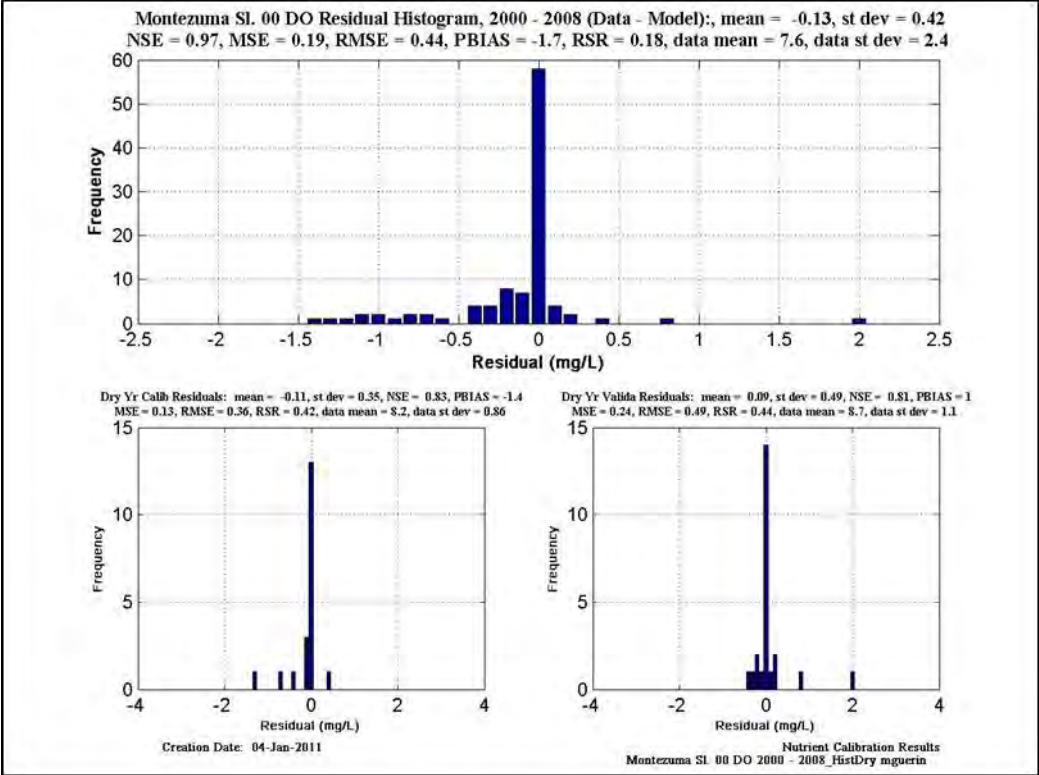 Montezuma Sl. 00 DO Residual Histogram, 2000 - 2008 (Data - Model):, mean = -0.13, st dev = 0.42
NSE = 0.97, MSE = 0.19, RMSE = 0.44, PBIAS = -1.7, RSR = 0.18, data mean = 7.6, data st dev = 2.4
60
50
40
30
20
10
0
Frequency
-2.5 -2 -1.5 -1 -0.5 0 0.5 1 1.5 2 2.5
Residual (mg/L)
Dry Yr Calib Residuals: mean = -0.11, st dev = 0.35, NSE = 0.83, PBIAS = -1.4
MSE = 0.13, RMSE = 0.36, RSR = 0.42, data mean = 8.2, data st dev = 0.86
15
10
5
0
Frequency
-4 -2 0 2 4
Residual (mg/L)
Dry Yr Valida Residuals: mean = 0.09, st dev = 0.49, NSE = 0.81, PBIAS = 1
MSE = 0.24, RMSE = 0.49, RSR = 0.44, data mean = 8.7, data st dev = 1.1
15
10
5
0
Frequency
-4 -2 0 2 4
Residual (mg/L)
Creation Date: 04-Jan-2011
Nutrient Calibration Results
Montezuma Sl. 00 DO 2000 - 2008_HistDry mguerin